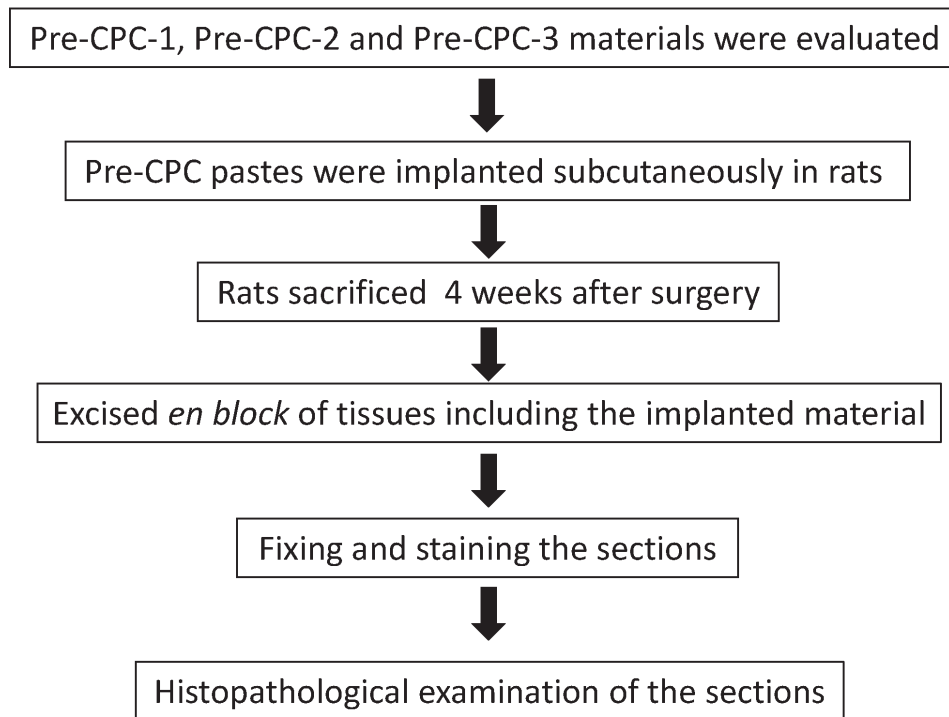 Pre-CPC-1, Pre-CPC-2 and Pre-CPC-3 materials were evaluated
Pre-CPC pastes were implanted subcutaneously in rats
Rats sacrificed 4 weeks after surgery
Excised en block of tissues including the implanted material
Fixing and staining the sections
Histopathological examination of the sections